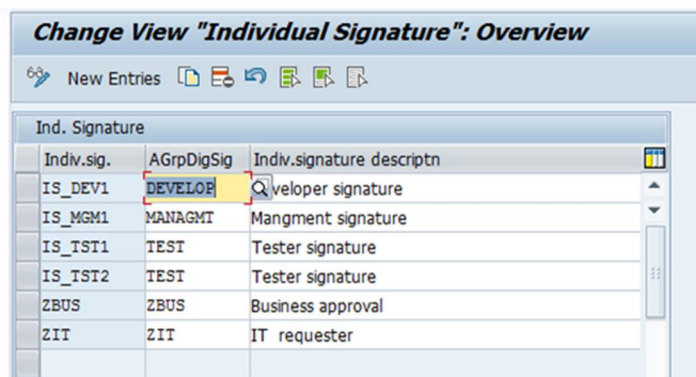 Change View "Individual Signature": Overview
New Entries
Ind. Signature
Indiv.sig. AGrpDigSig Indiv.signature descriptn
IS_DEV1 DEVELOP veloper signature
IS_MGM1 MANAGMT Mangment signature
IS_TST1 TEST Tester signature
IS_TST2 TEST Tester signature
ZBUS ZBUS Business approval
ZIT ZIT IT requester